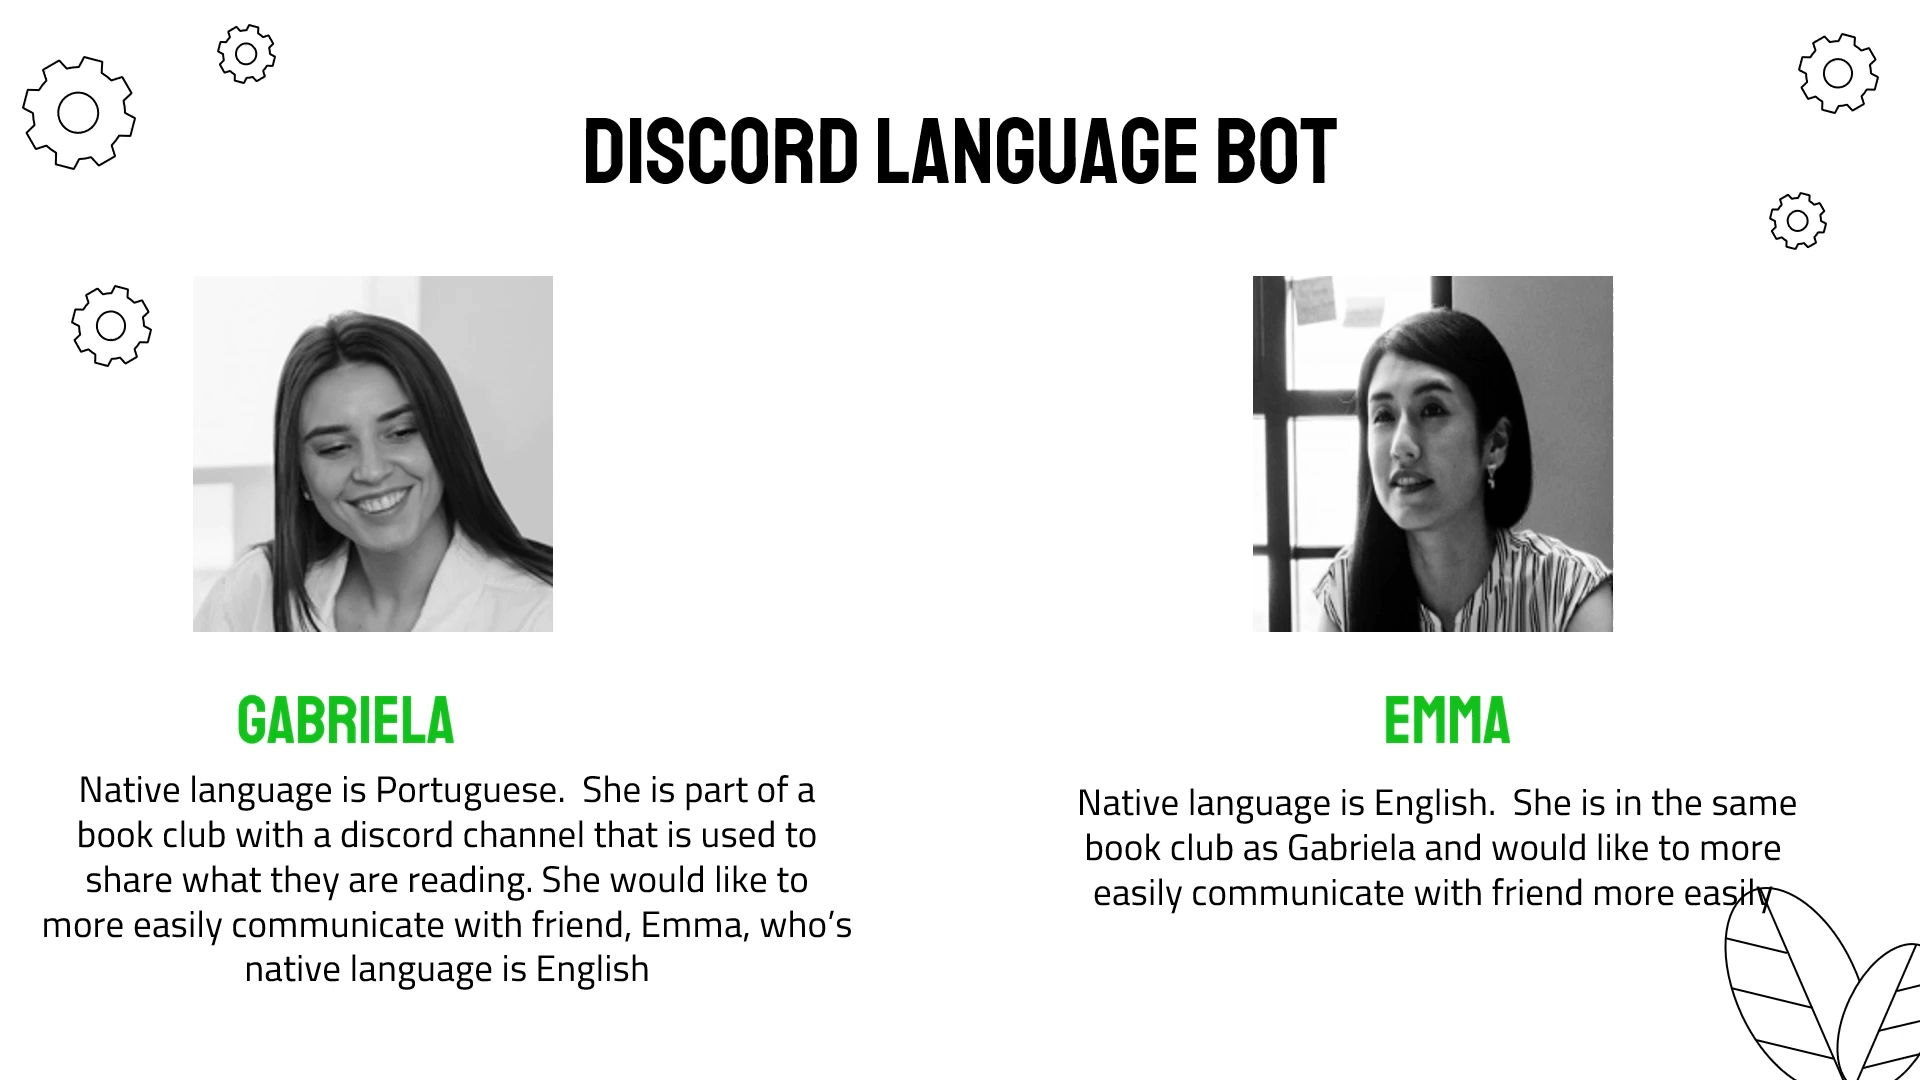 DISCORD LANGUAGE BOT
GABRIELA
Native language is Portuguese.  She is part of a
book club with a discord channel that is used to
share what they are reading. She would like to
more easily communicate with friend, Emma, who’s
native language is English
EMMA
Native language is English.  She is in the same
book club as Gabriela and would like to more
easily communicate with friend more easily